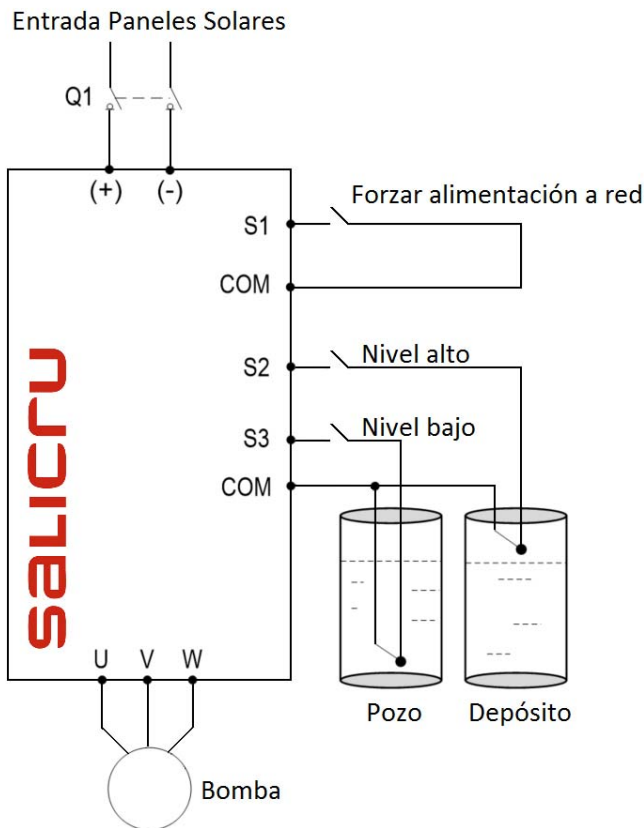 Entrada Paneles Solares
Q1
(+) (-)
Forzar alimentación a red
S1
COM
S2
Nivel alto
S3
Nivel bajo
COM
salicru
U V W
Pozo
Depósito
Bomba